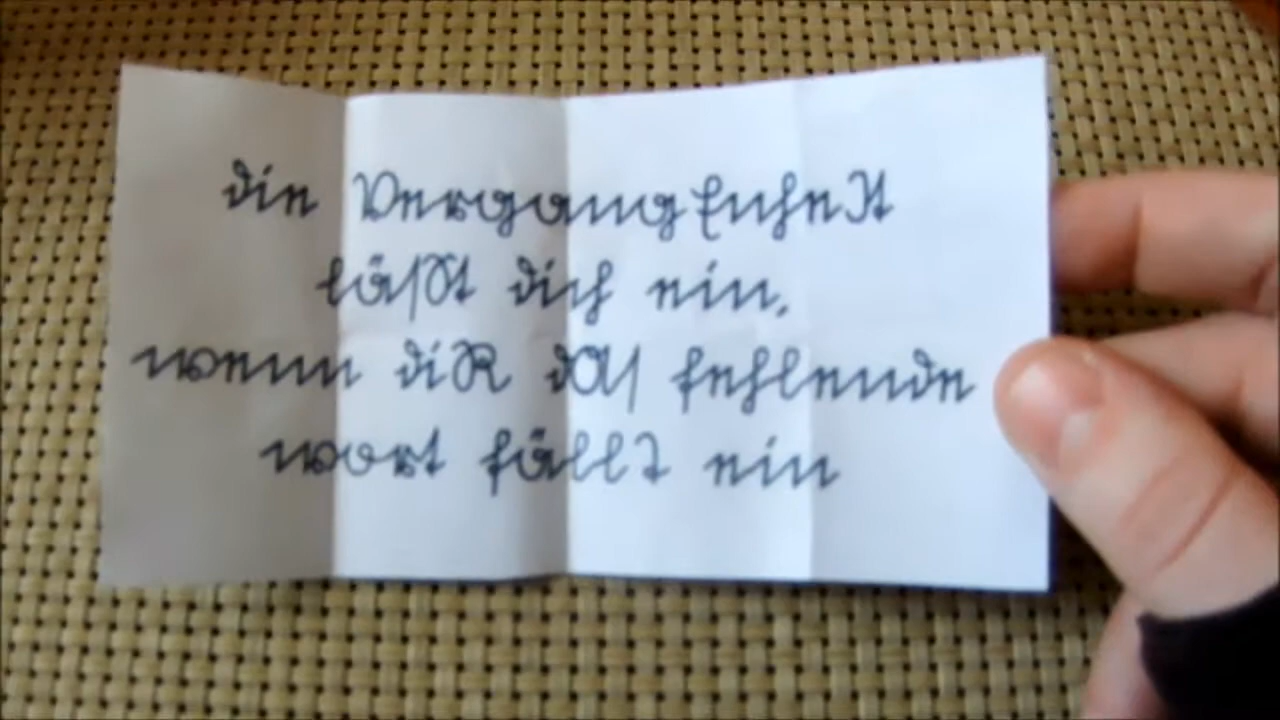 die VergangEnheIt
läsSt dich ein,
wenn diR dAs fehlende
wort fällT ein